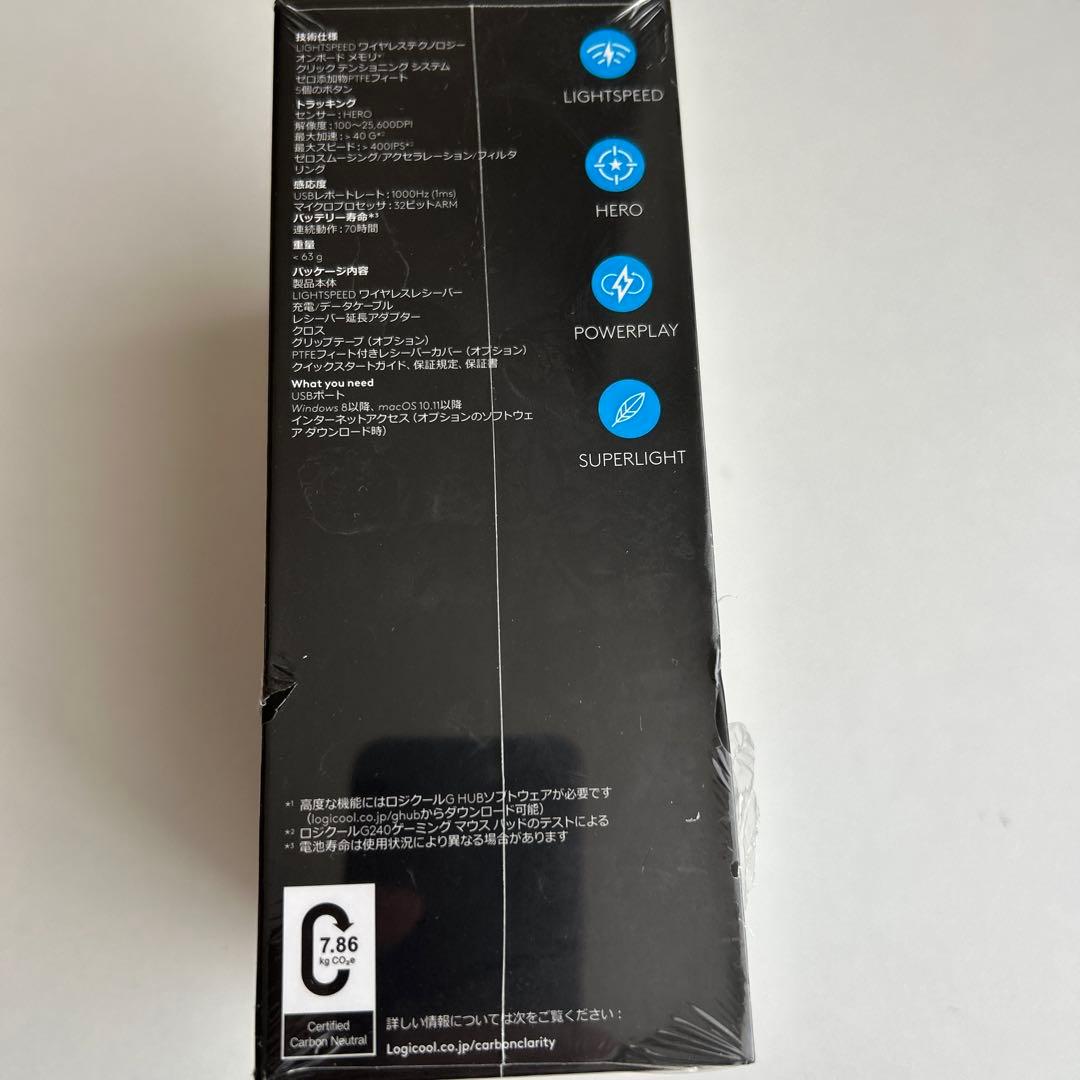 技術仕様
LIGHTSPEED ワイヤレステクノロジー
オンボード メモリ*¹
クリック テンショニング システム
ゼロ添加物PTFEフィート
5個のボタン
トラッキング
センサー : HERO
解像度 : 100〜25,600DPI
最大加速 : > 40 G*²
最大スピード : > 400IPS*²
ゼロスムージング/アクセラレーション/フィルタ
リング
感応度
USBレポートレート : 1000Hz (1ms)
マイクロプロセッサ : 32ビットARM
バッテリー寿命*³
連続動作 : 70時間
重量
< 63 g
パッケージ内容
製品本体
LIGHTSPEED ワイヤレスレシーバー
充電/データケーブル
レシーバー延長アダプター
クロス
グリップテープ (オプション)
PTFEフィート付きレシーバーカバー (オプション)
クイックスタートガイド、保証規定、保証書
What you need
USBポート
Windows 8以降、macOS 10.11以降
インターネットアクセス (オプションのソフトウェ
ア ダウンロード時)
LIGHTSPEED
HERO
POWERPLAY
SUPERLIGHT
*¹ 高度な機能にはロジクールG HUBソフトウェアが必要です
(logicool.co.jp/ghubからダウンロード可能)
*² ロジクールG240ゲーミング マウス パッドのテストによる
*³ 電池寿命は使用状況により異なる場合があります
7.86
kg CO₂e
Certified
Carbon Neutral
詳しい情報については次をご覧ください :
Logicool.co.jp/carbonclarity